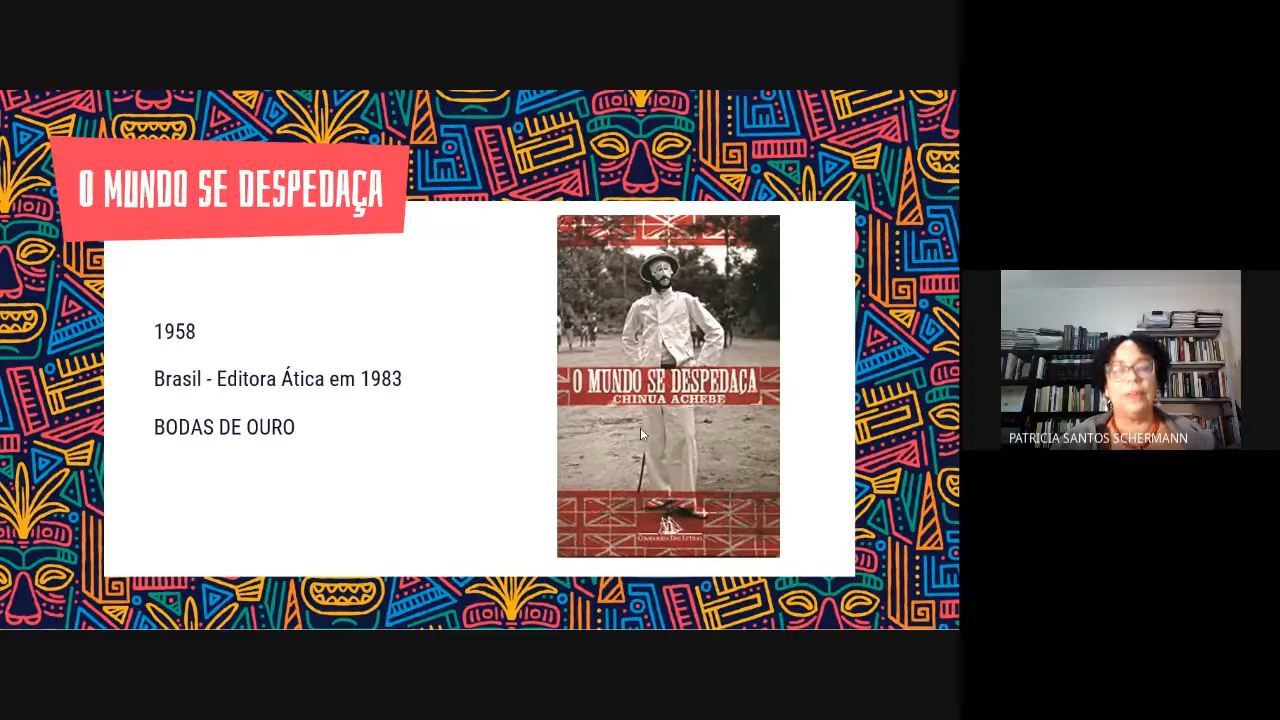 O MUNDO SE DESPEDAÇA
1958
Brasil - Editora Ática em 1983
BODAS DE OURO
O MUNDO SE DESPEDAÇA
CHINUA ACHEBE
COMPANHIA DAS LETRAS
PATRICIA SANTOS SCHERMANN